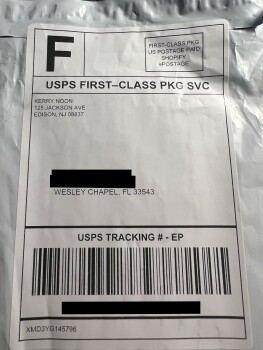 F
FIRST-CLASS PKG
US POSTAGE PAID
SHOPIFY
ePOSTAGE
USPS FIRST-CLASS PKG SVC
KERRY NGON
125 JACKSON AVE
EDISON, NJ 08837
WESLEY CHAPEL, FL 33543
USPS TRACKING # - EP
XMD3YG145796